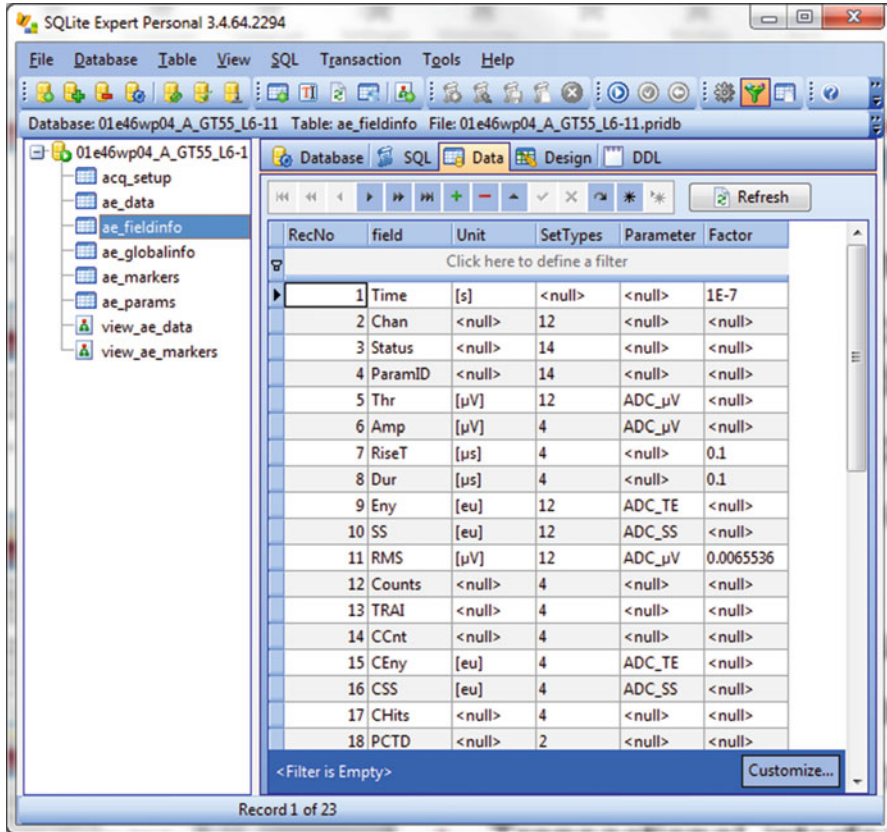 SQLite Expert Personal 3.4.64.2294
File Database Table View SQL Transaction Tools Help
Database: 01e46wp04_A_GT55_L6-11 Table: ae_fieldinfo File: 01e46wp04_A_GT55_L6-11.pridb
01e46wp04_A_GT55_L6-1
acq_setup
ae_data
ae_fieldinfo
ae_globalinfo
ae_markers
ae_params
view_ae_data
view_ae_markers
Database SQL Data Design DDL
Refresh
RecNo field Unit SetTypes Parameter Factor
Click here to define a filter
1 Time [s] <null> <null> 1E-7
2 Chan <null> 12 <null> <null>
3 Status <null> 14 <null> <null>
4 ParamID <null> 14 <null> <null>
5 Thr [µV] 12 ADC_µV <null>
6 Amp [µV] 4 ADC_µV <null>
7 RiseT [µs] 4 <null> 0.1
8 Dur [µs] 4 <null> 0.1
9 Eny [eu] 12 ADC_TE <null>
10 SS [eu] 12 ADC_SS <null>
11 RMS [µV] 12 ADC_µV 0.0065536
12 Counts <null> 4 <null> <null>
13 TRAI <null> 4 <null> <null>
14 CCnt <null> 4 <null> <null>
15 CEny [eu] 4 ADC_TE <null>
16 CSS [eu] 4 ADC_SS <null>
17 CHits <null> 4 <null> <null>
18 PCTD <null> 2 <null> <null>
<Filter is Empty> Customize...
Record 1 of 23